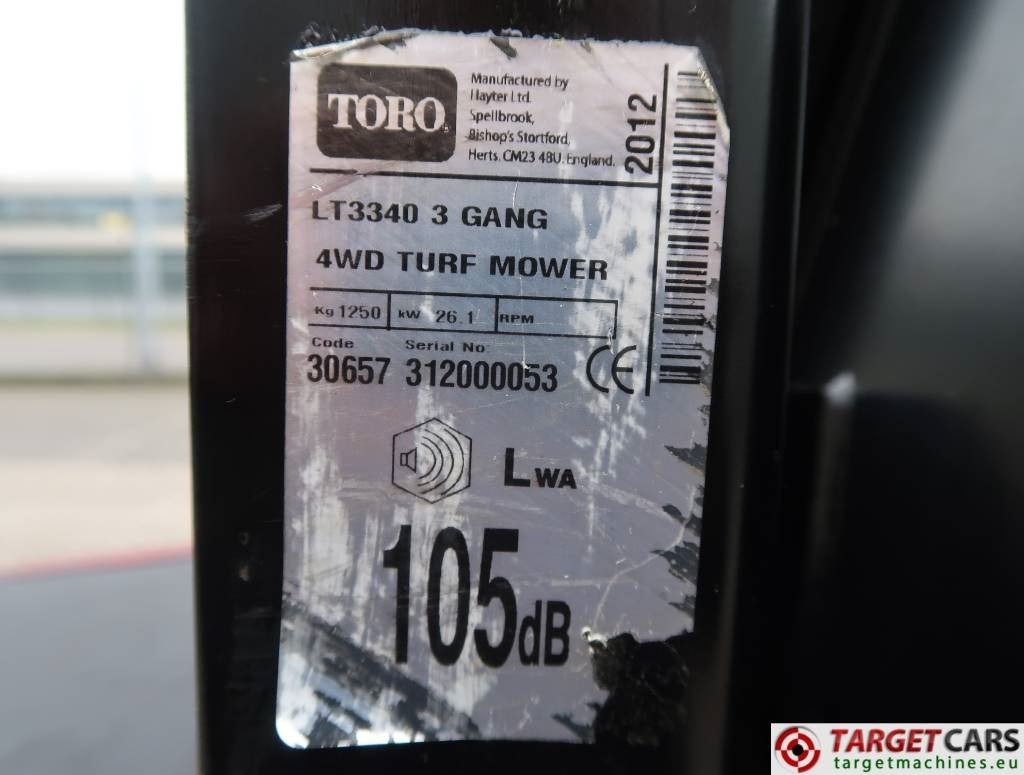 TORO
Manufactured by
Hayter Ltd.
Spellbrook,
Bishop's Stortford,
Herts. CM23 4BU. England.
2012
LT3340 3 GANG
4WD TURF MOWER
Kg 1250 kW 26.1 RPM
Code Serial No:
30657 312000053 CE
LWA
105dB
TARGET CARS
targetmachines.eu